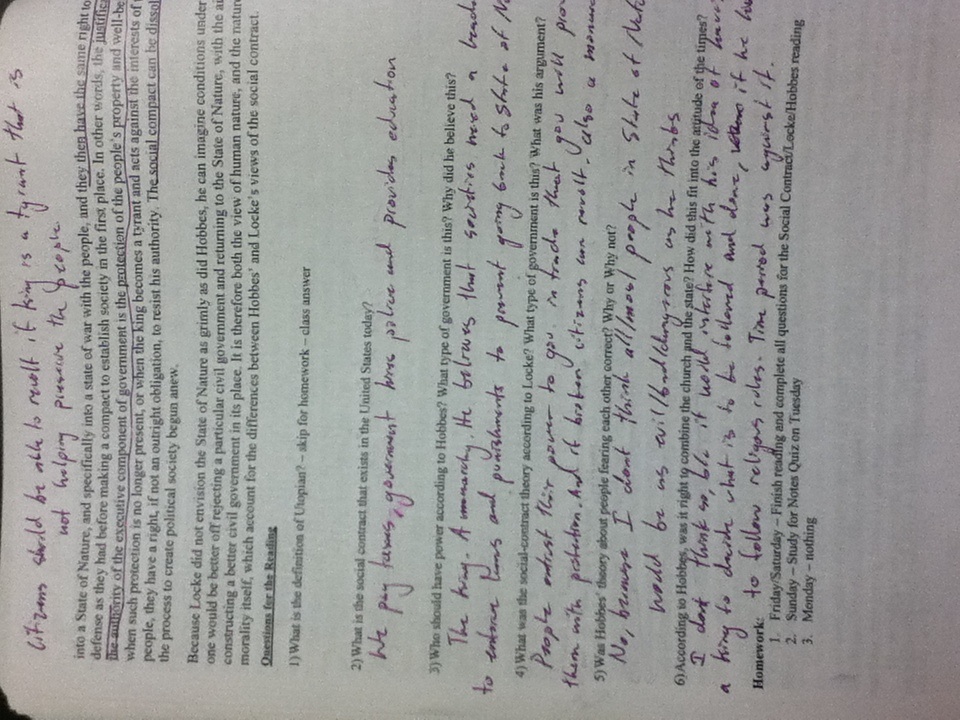 Citizens should be able to revolt if king is a tyrant that is
not helping preserve the people.
into a State of Nature, and specifically into a state of war with the people, and they then have the same right to
defense as they had before making a compact to establish society in the first place. In other words, the justifica
the authority of the executive component of government is the protection of the people's property and well-be
when such protection is no longer present, or when the king becomes a tyrant and acts against the interests of
people, they have a right, if not an outright obligation, to resist his authority. The social compact can be dissol
the process to create political society begun anew.
Because Locke did not envision the State of Nature as grimly as did Hobbes, he can imagine conditions under
one would be better off rejecting a particular civil government and returning to the State of Nature, with the ai
constructing a better civil government in its place. It is therefore both the view of human nature, and the natur
morality itself, which account for the differences between Hobbes' and Locke's views of the social contract.
Questions for the Reading
1) What is the definition of Utopian? – skip for homework – class answer
2) What is the social contract that exists in the United States today?
We pay taxes, government hires police and provides education
3) Who should have power according to Hobbes? What type of government is this? Why did he believe this?
The king. A monarchy. He believes that societies need a leade
to enforce laws and punishments to prevent going back to State of Na
4) What was the social-contract theory according to Locke? What type of government is this? What was his argument?
People entrust their power to gov. in trade that gov will pro
them with protection. And if broken citizens can revolt. also a monarc
5) Was Hobbes' theory about people fearing each other correct? Why or Why not?
No, because I dont think all/most people in State of Natu
would be as evil/bad/dangerous as he thinks
6) According to Hobbes, was it right to combine the church and the state? How did this fit into the attitude of the times?
I dont think so, b/c it would interfere with his idea of havi
a king to decide what is to be followed and done, if he
to follow religous rules. Time period was against it.
Homework:
1. Friday/Saturday – Finish reading and complete all questions for the Social Contract/Locke/Hobbes reading
2. Sunday – Study for Notes Quiz on Tuesday
3. Monday – nothing